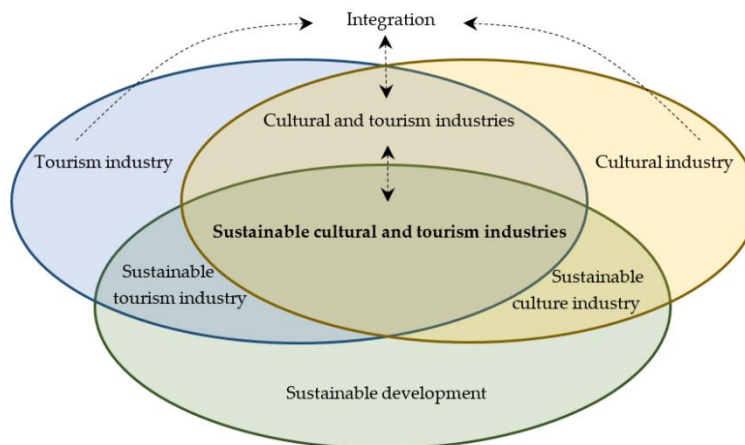 Integration
Cultural and tourism industries
Tourism industry
Cultural industry
Sustainable cultural and tourism industries
Sustainable
tourism industry
Sustainable
culture industry
Sustainable development